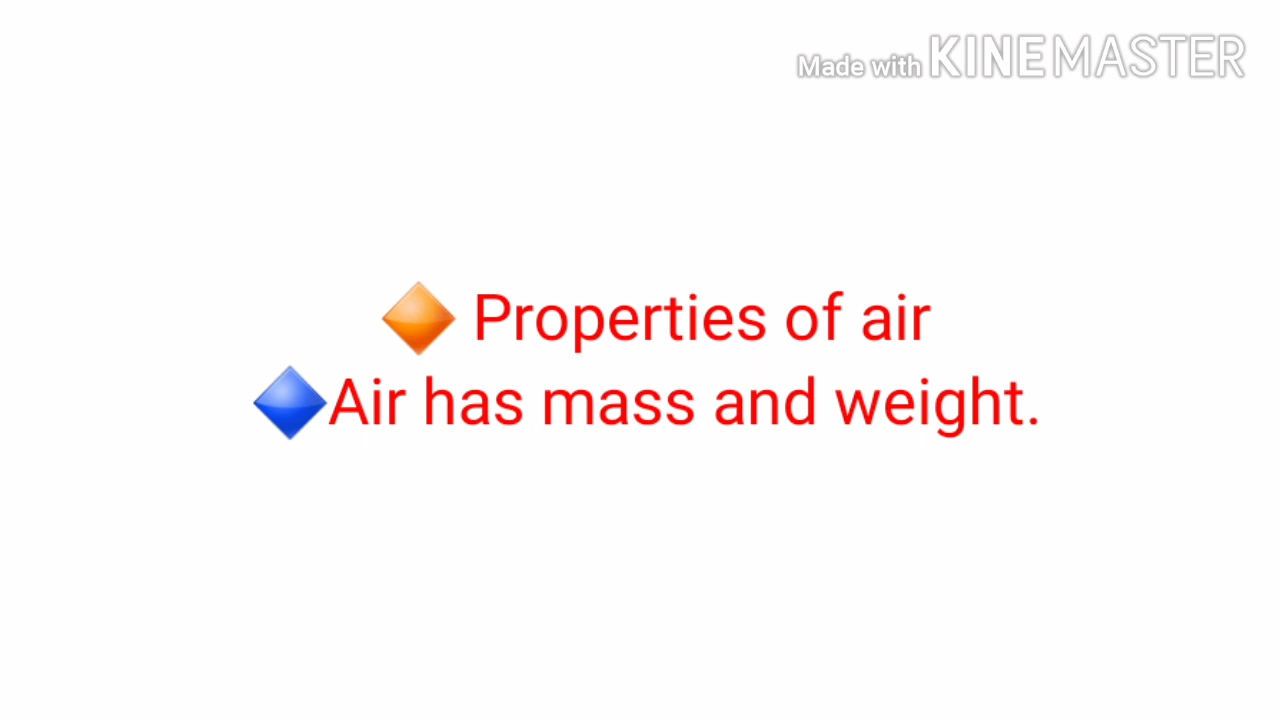 Made with KINEMASTER
🔶 Properties of air
🔷Air has mass and weight.